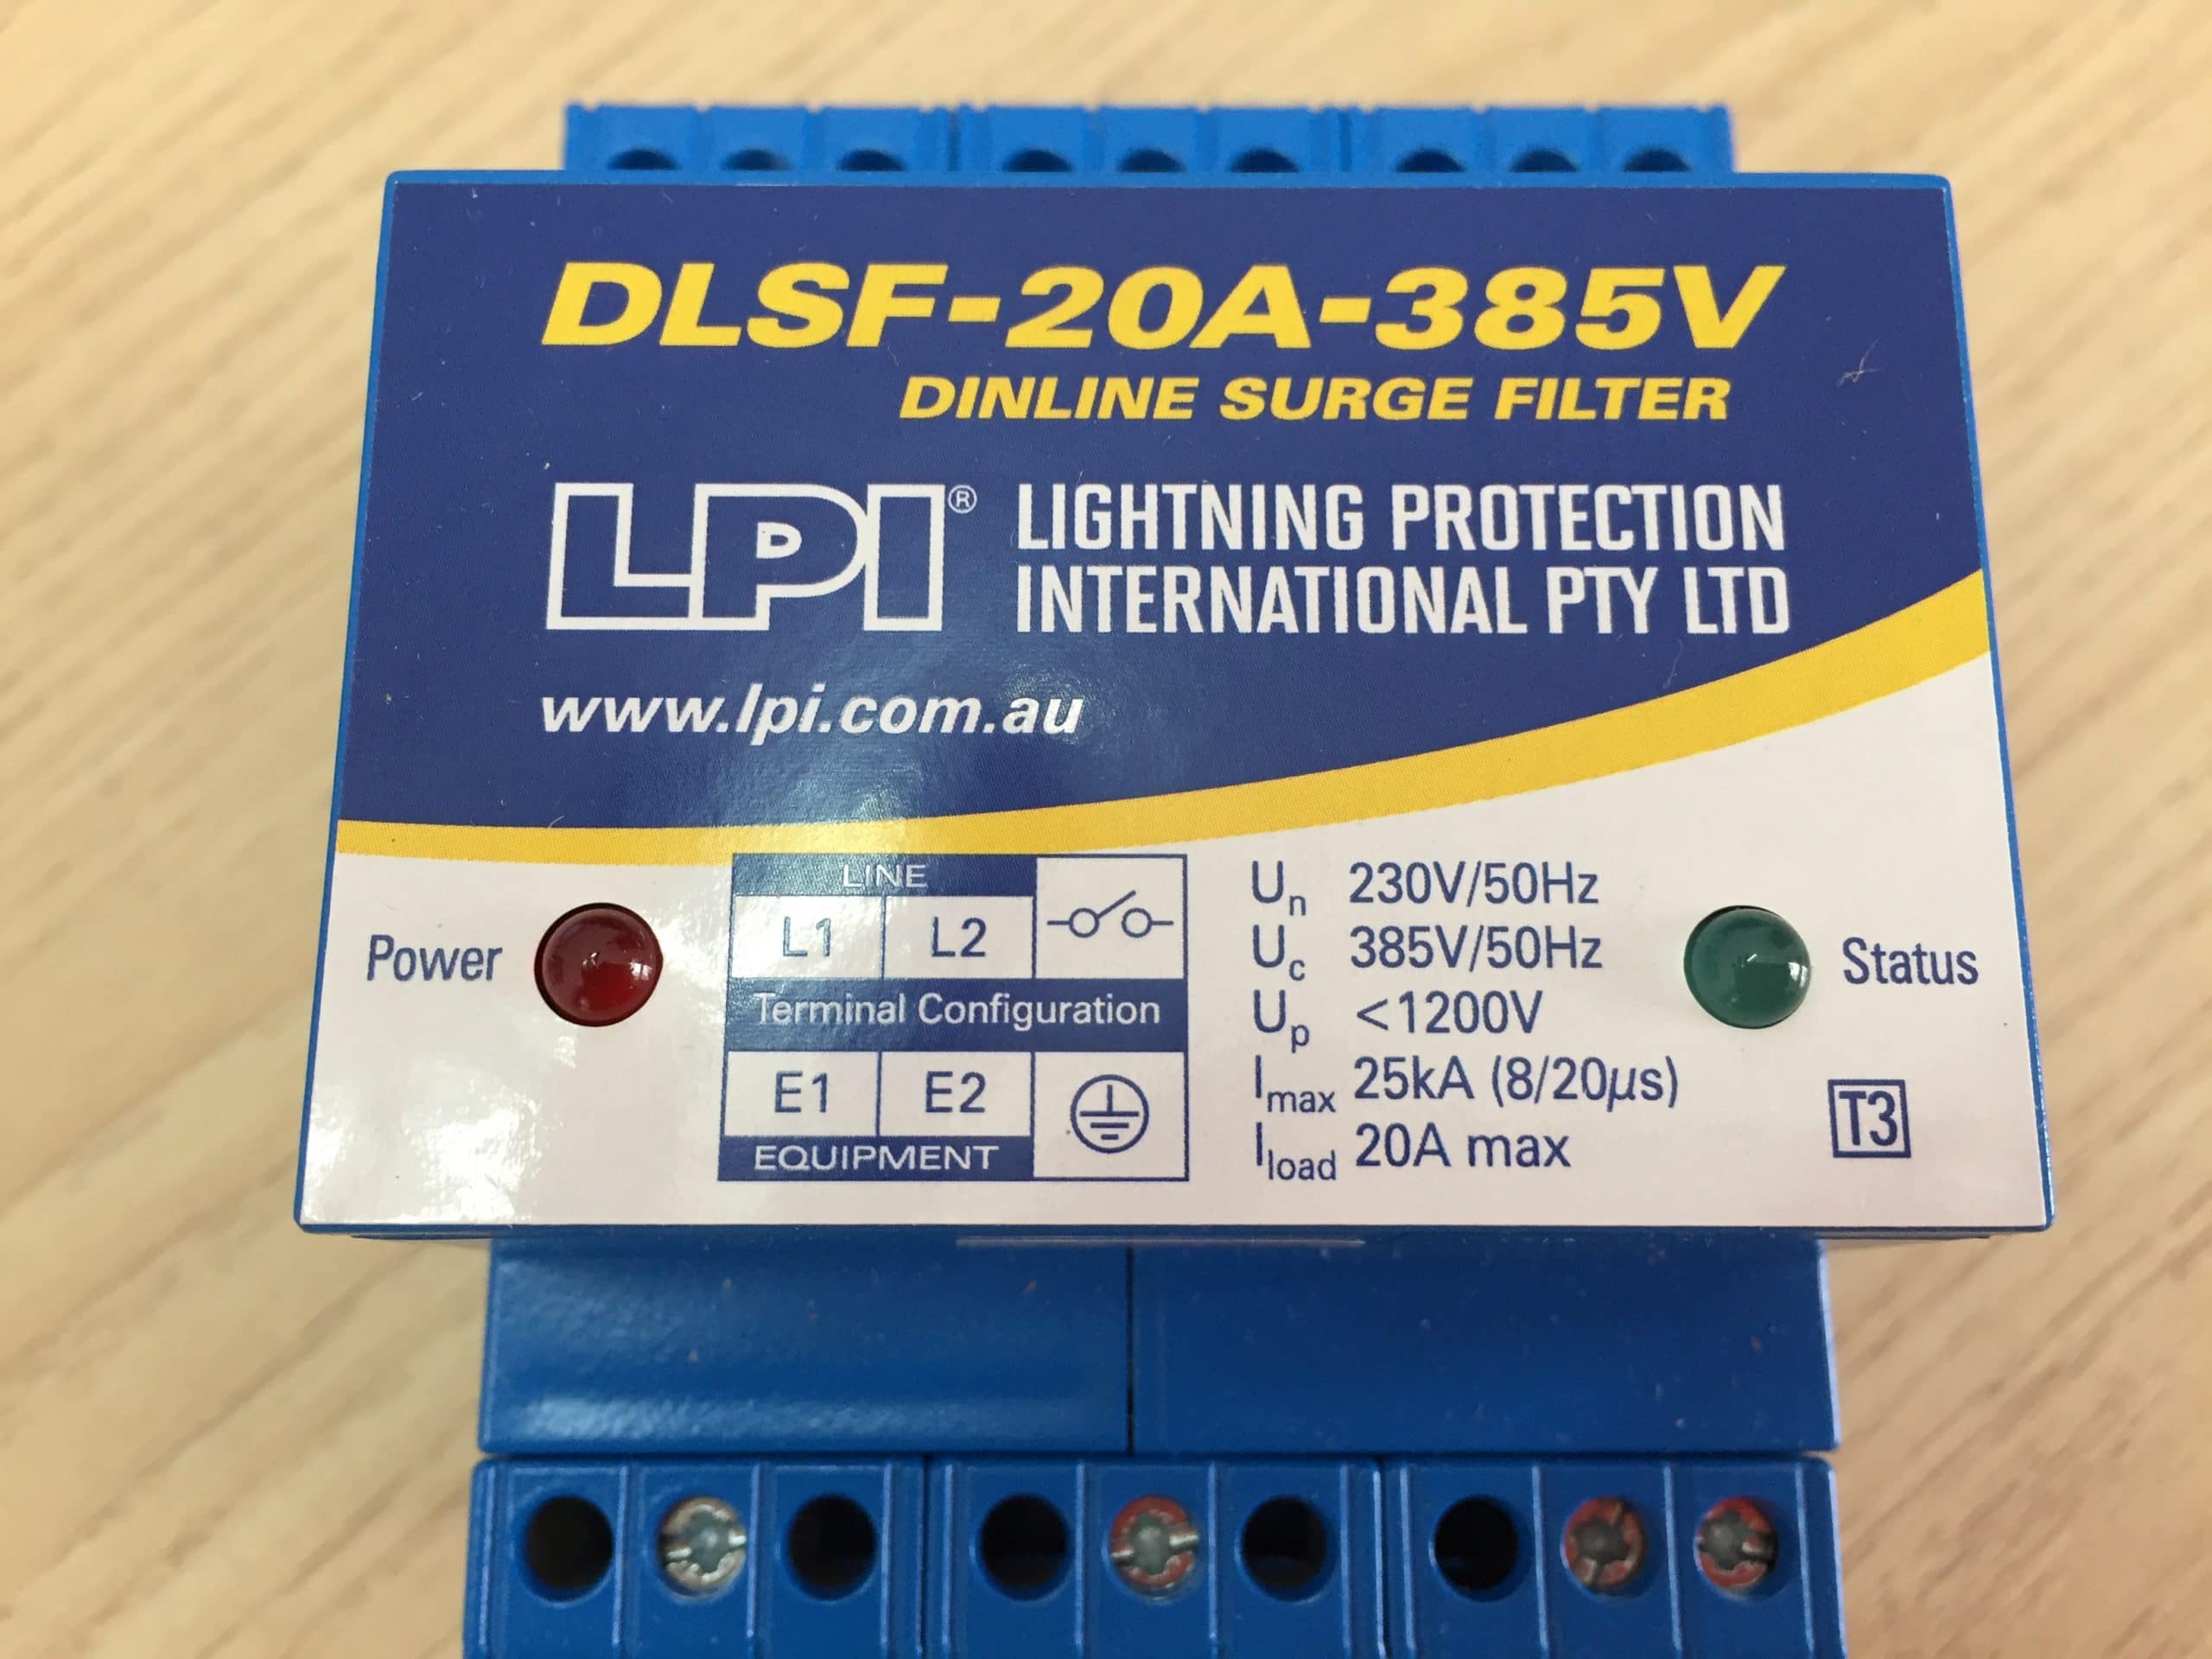 DLSF-20A-385V
DINLINE SURGE FILTER
LPI® LIGHTNING PROTECTION
INTERNATIONAL PTY LTD
www.lpi.com.au
Power
LINE
L1 L2
Terminal Configuration
E1 E2
EQUIPMENT
Un 230V/50Hz
Uc 385V/50Hz
Up <1200V
Imax 25kA (8/20µs)
Iload 20A max
Status
T3